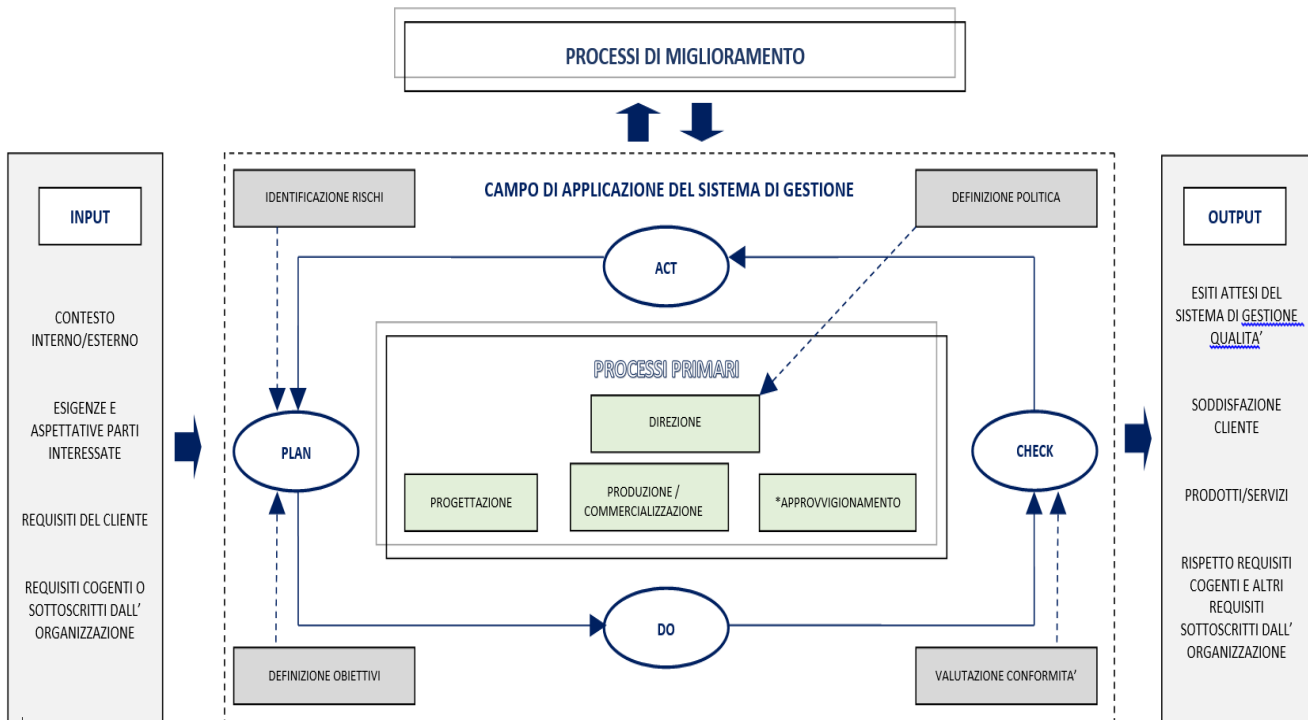 PROCESSI DI MIGLIORAMENTO
INPUT
CONTESTO
INTERNO/ESTERNO
ESIGENZE E
ASPETTATIVE PARTI
INTERESSATE
REQUISITI DEL CLIENTE
REQUISITI COGENTI O
SOTTOSCRITTI DALL’
ORGANIZZAZIONE
IDENTIFICAZIONE RISCHI
CAMPO DI APPLICAZIONE DEL SISTEMA DI GESTIONE
DEFINIZIONE POLITICA
ACT
PROCESSI PRIMARI
DIREZIONE
PLAN
CHECK
PROGETTAZIONE
PRODUZIONE /
COMMERCIALIZZAZIONE
*APPROVVIGIONAMENTO
DO
DEFINIZIONE OBIETTIVI
VALUTAZIONE CONFORMITA’
OUTPUT
ESITI ATTESI DEL
SISTEMA DI GESTIONE
QUALITA’
SODDISFAZIONE
CLIENTE
PRODOTTI/SERVIZI
RISPETTO REQUISITI
COGENTI E ALTRI
REQUISITI
SOTTOSCRITTI DALL’
ORGANIZZAZIONE